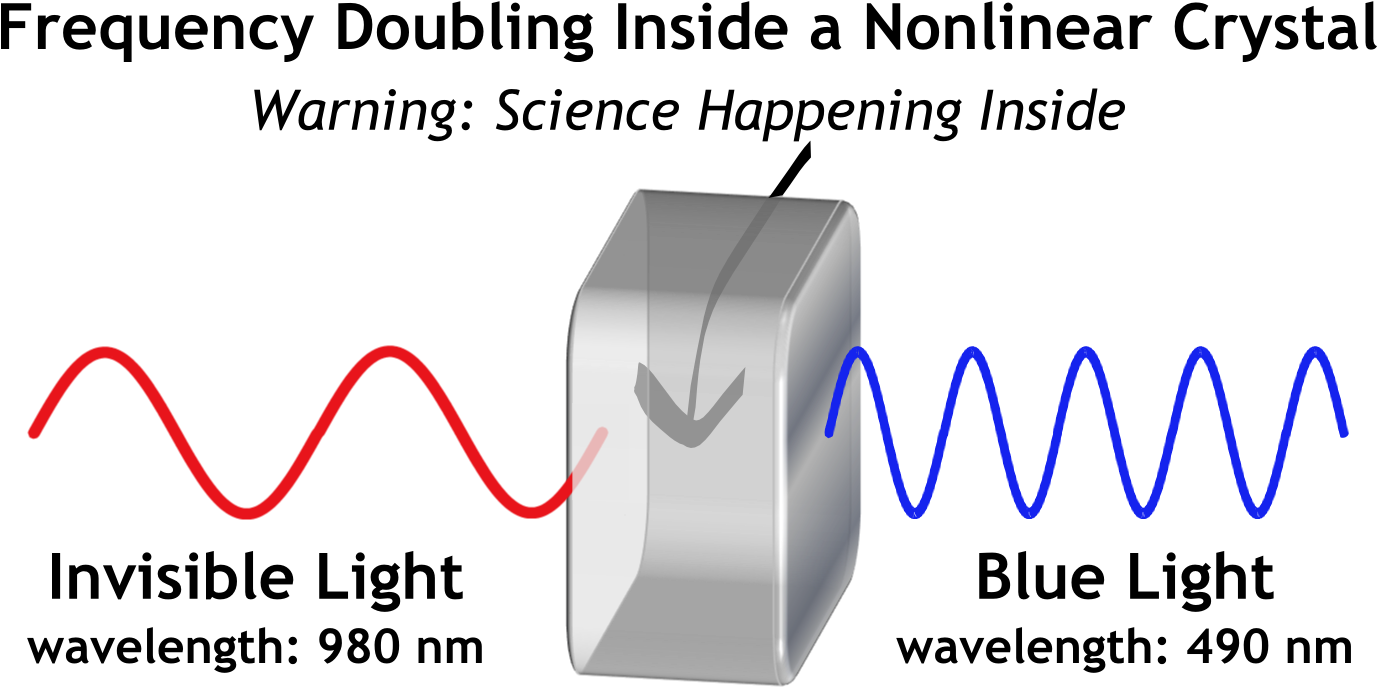 Frequency Doubling Inside a Nonlinear Crystal
Warning: Science Happening Inside
Invisible Light
wavelength: 980 nm
Blue Light
wavelength: 490 nm